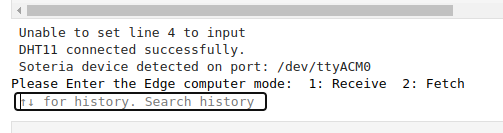 Unable to set line 4 to input
DHT11 connected successfully.
Soteria device detected on port: /dev/ttyACM0
Please Enter the Edge computer mode:  1: Receive  2: Fetch
↑↓ for history. Search history